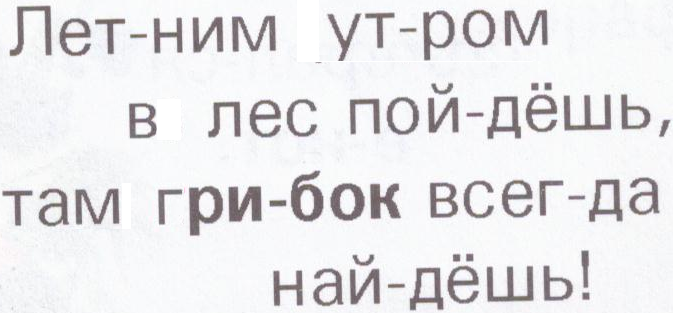 Лет-ним ут-ром
в лес пой-дёшь,
там гри-бок всег-да
най-дёшь!